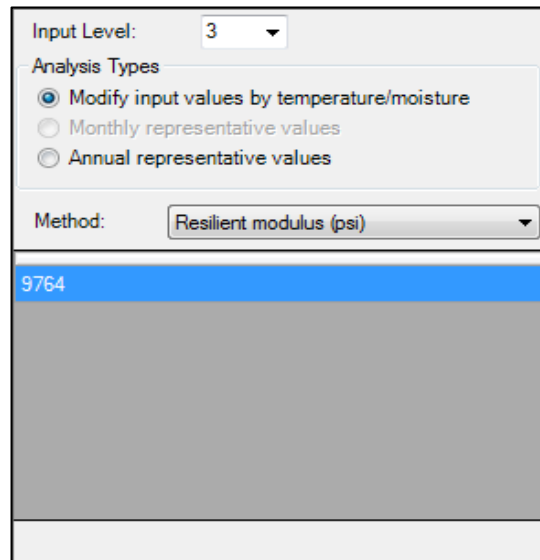 Input Level: 3
Analysis Types
Modify input values by temperature/moisture
Monthly representative values
Annual representative values
Method: Resilient modulus (psi)
9764